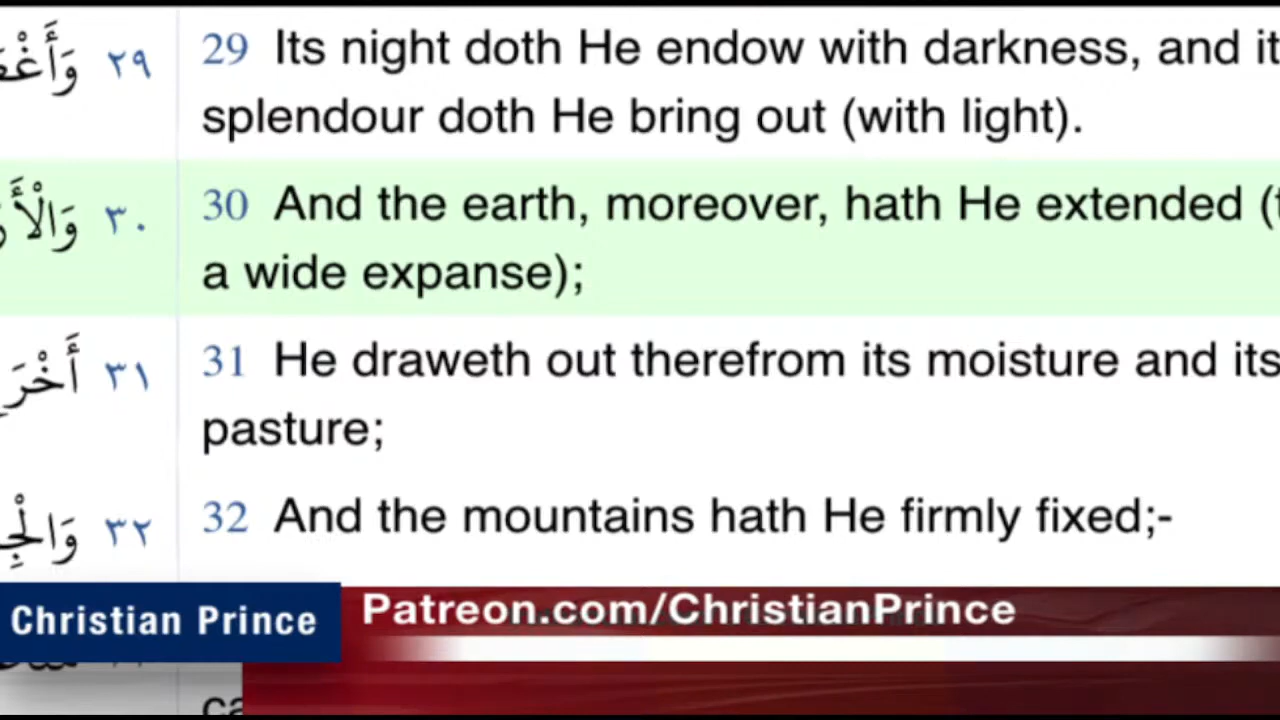 29 Its night doth He endow with darkness, and
splendour doth He bring out (with light).
٢٩
30 And the earth, moreover, hath He extended
a wide expanse);
٣٠
31 He draweth out therefrom its moisture and its
pasture;
٣١
32 And the mountains hath He firmly fixed;-
٣٢
Christian Prince
Patreon.com/ChristianPrince